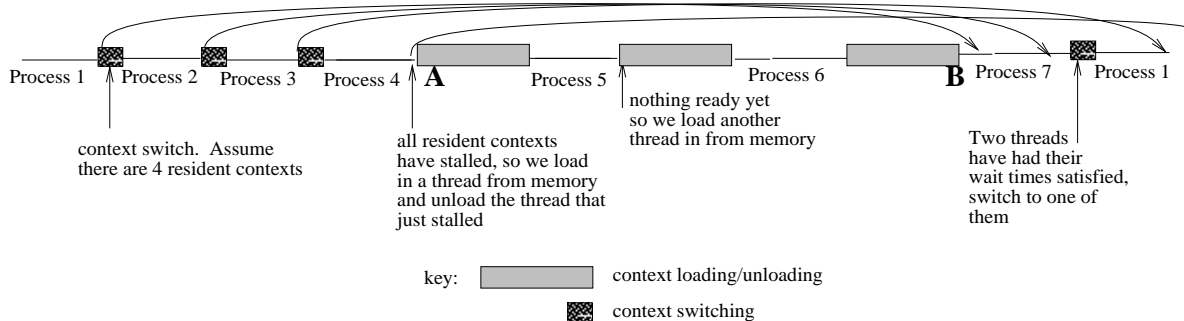 A
B
Process 1
Process 2
Process 3
Process 4
Process 5
Process 6
Process 7
Process 1
context switch. Assume
there are 4 resident contexts
all resident contexts
have stalled, so we load
in a thread from memory
and unload the thread that
just stalled
nothing ready yet
so we load another
thread in from memory
Two threads
have had their
wait times satisfied,
switch to one of
them
key:
context loading/unloading
context switching